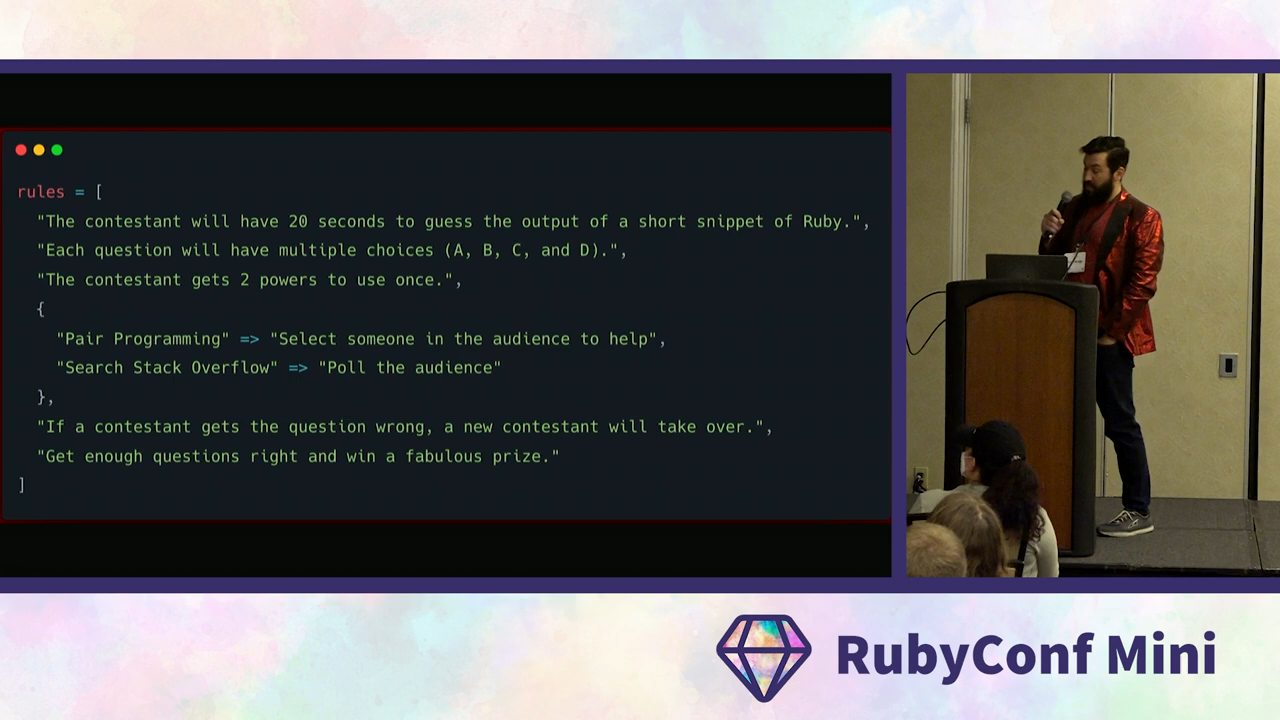 rules = [
"The contestant will have 20 seconds to guess the output of a short snippet of Ruby.",
"Each question will have multiple choices (A, B, C, and D).",
"The contestant gets 2 powers to use once.",
{
"Pair Programming" => "Select someone in the audience to help",
"Search Stack Overflow" => "Poll the audience"
},
"If a contestant gets the question wrong, a new contestant will take over.",
"Get enough questions right and win a fabulous prize."
]
RubyConf Mini